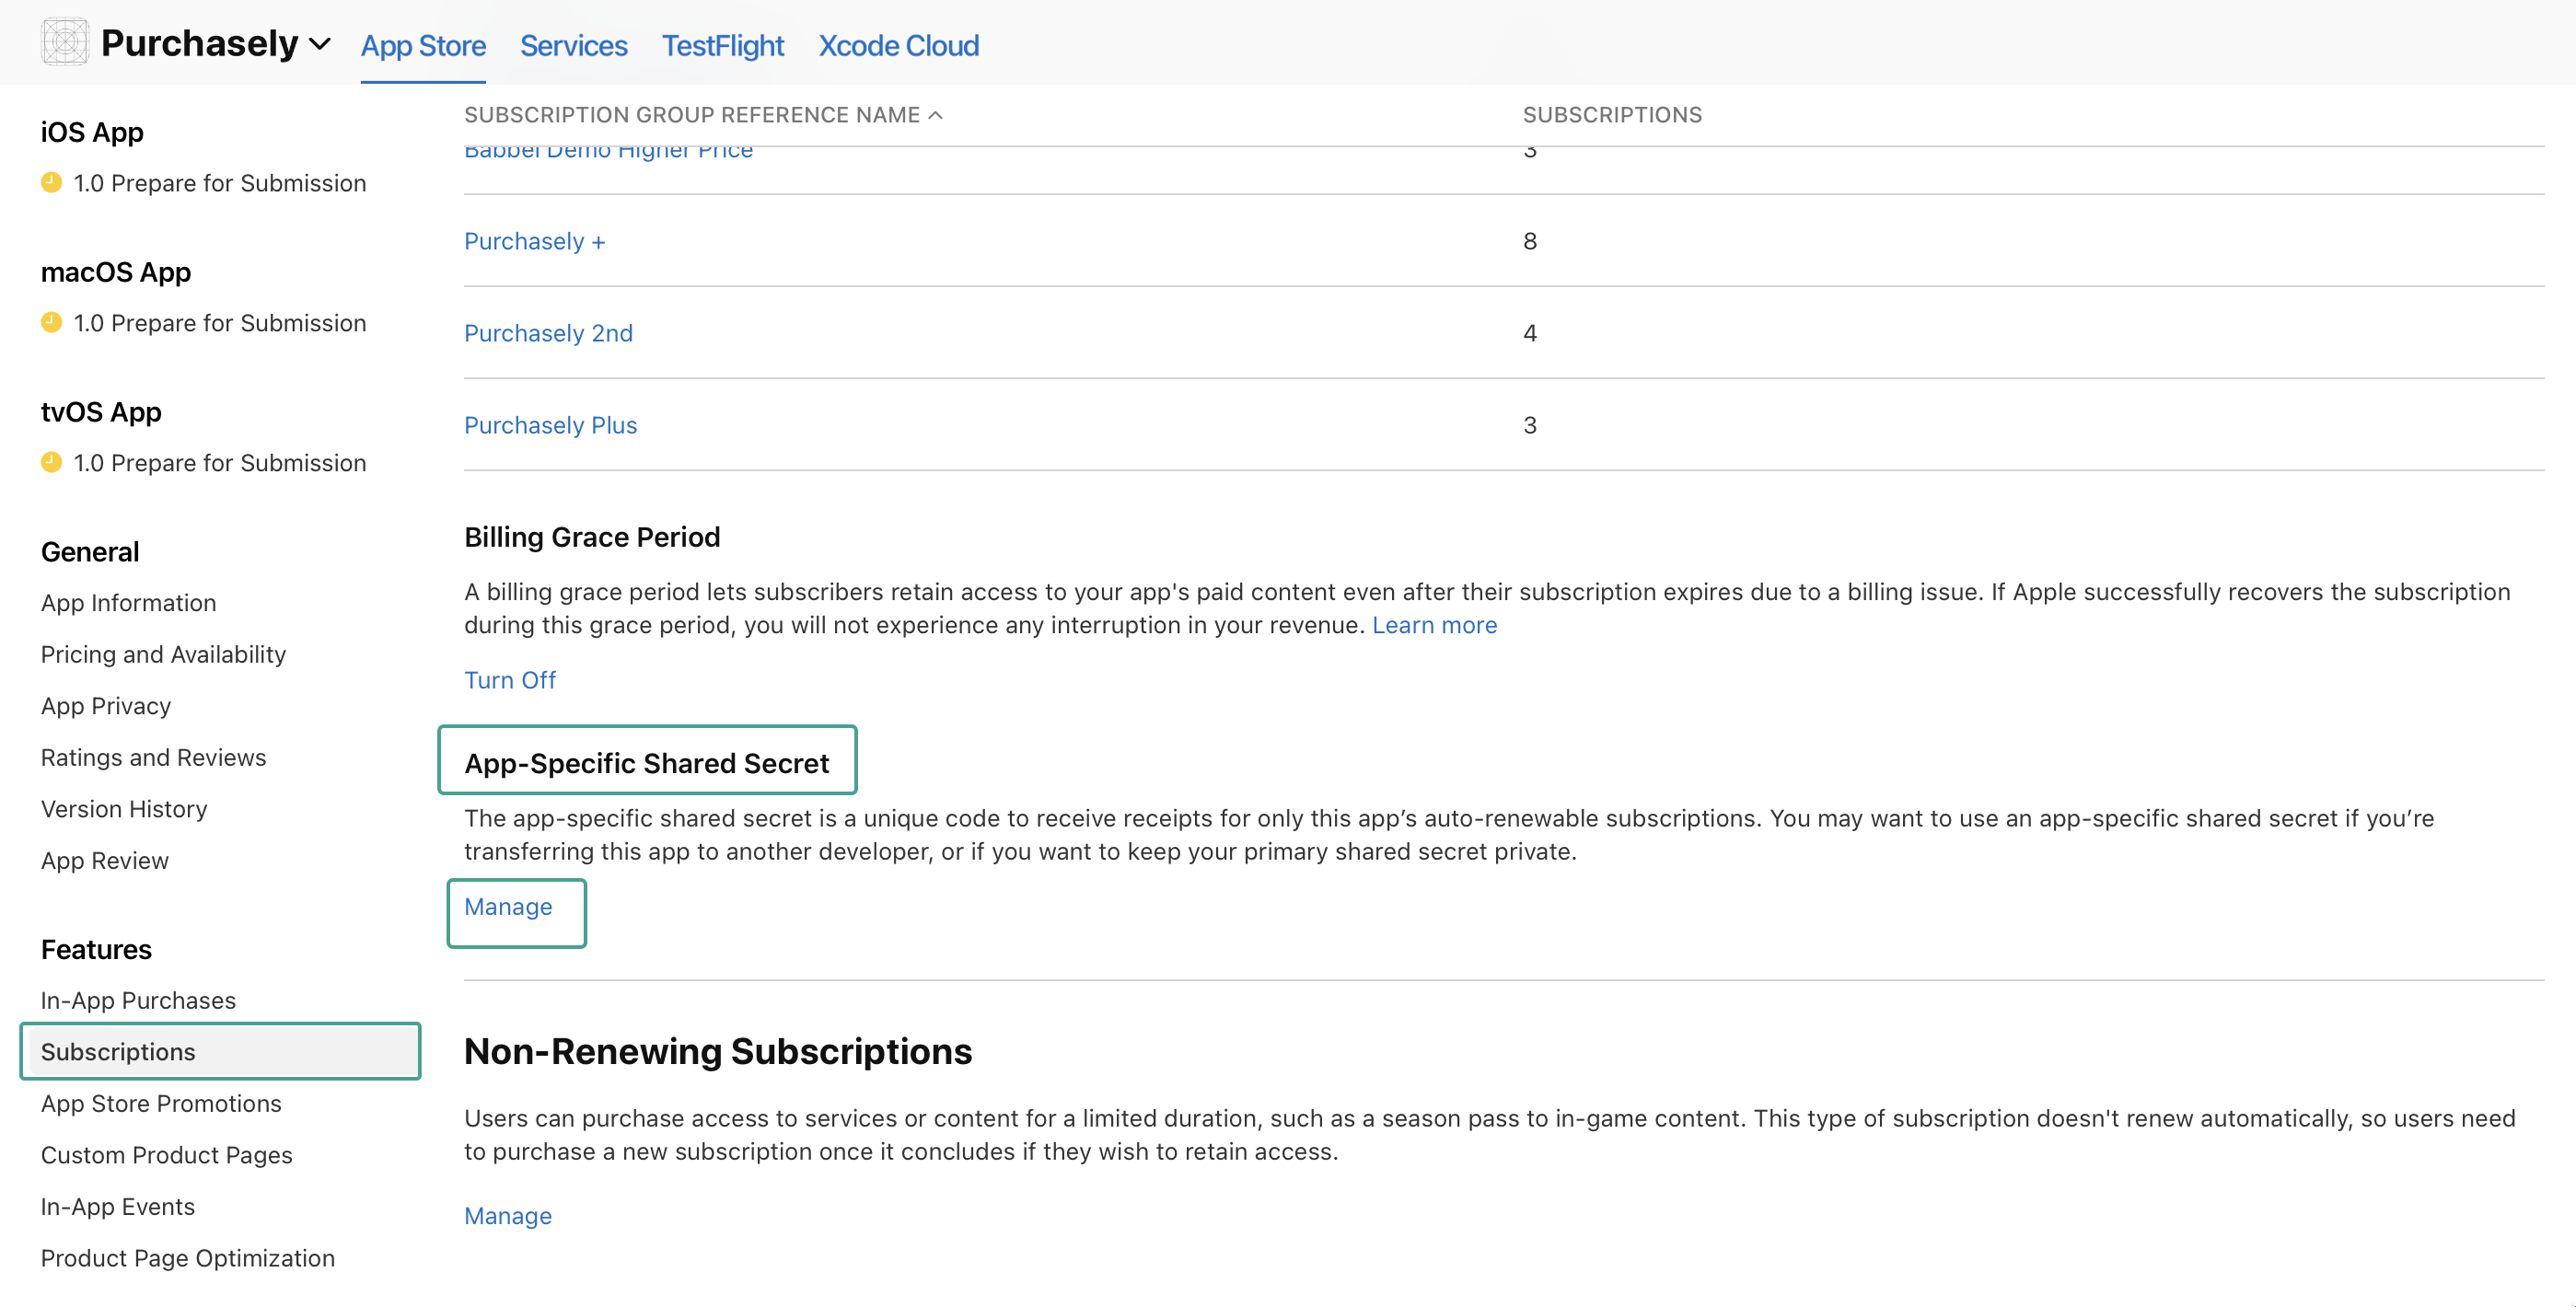 Purchasely
App Store
Services
TestFlight
Xcode Cloud
iOS App
1.0 Prepare for Submission
macOS App
1.0 Prepare for Submission
tvOS App
1.0 Prepare for Submission
General
App Information
Pricing and Availability
App Privacy
Ratings and Reviews
Version History
App Review
Features
In-App Purchases
Subscriptions
App Store Promotions
Custom Product Pages
In-App Events
Product Page Optimization
SUBSCRIPTION GROUP REFERENCE NAME
SUBSCRIPTIONS
Babbel Demo Higher Price
3
Purchasely +
8
Purchasely 2nd
4
Purchasely Plus
3
Billing Grace Period
A billing grace period lets subscribers retain access to your app's paid content even after their subscription expires due to a billing issue. If Apple successfully recovers the subscription
during this grace period, you will not experience any interruption in your revenue. Learn more
Turn Off
App-Specific Shared Secret
The app-specific shared secret is a unique code to receive receipts for only this app’s auto-renewable subscriptions. You may want to use an app-specific shared secret if you’re
transferring this app to another developer, or if you want to keep your primary shared secret private.
Manage
Non-Renewing Subscriptions
Users can purchase access to services or content for a limited duration, such as a season pass to in-game content. This type of subscription doesn't renew automatically, so users need
to purchase a new subscription once it concludes if they wish to retain access.
Manage